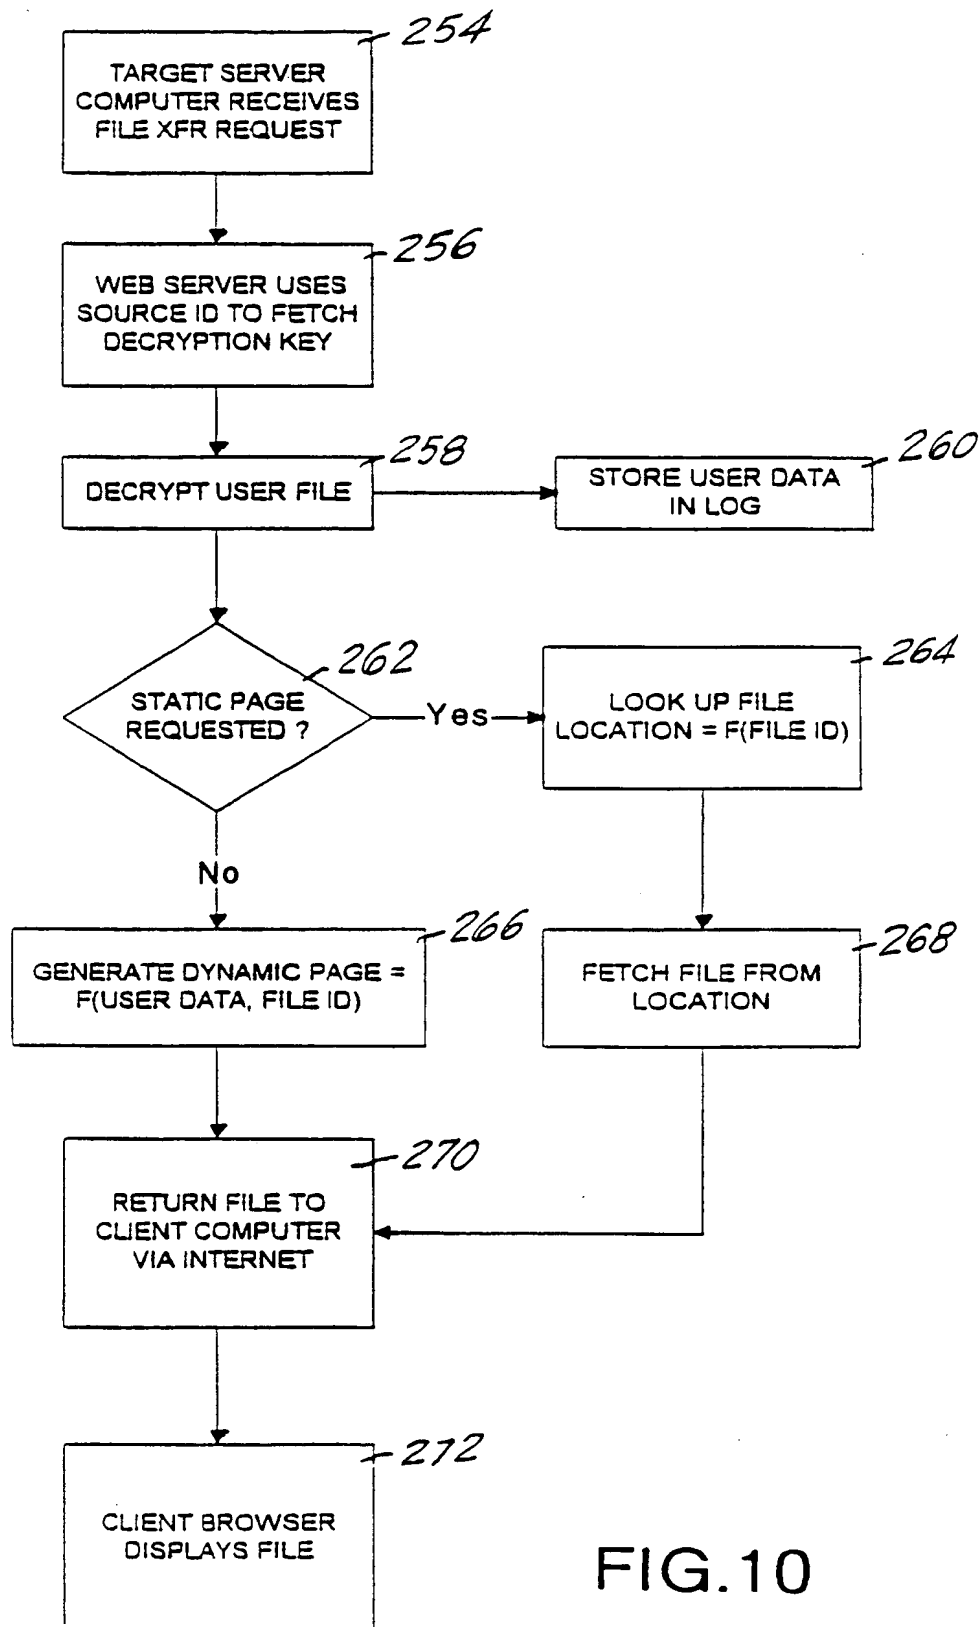 254
TARGET SERVER
COMPUTER RECEIVES
FILE XFR REQUEST
256
WEB SERVER USES
SOURCE ID TO FETCH
DECRYPTION KEY
258
DECRYPT USER FILE
260
STORE USER DATA
IN LOG
262
STATIC PAGE
REQUESTED ?
Yes
264
LOOK UP FILE
LOCATION = F(FILE ID)
No
266
GENERATE DYNAMIC PAGE =
F(USER DATA, FILE ID)
268
FETCH FILE FROM
LOCATION
270
RETURN FILE TO
CLIENT COMPUTER
VIA INTERNET
272
CLIENT BROWSER
DISPLAYS FILE
FIG.10